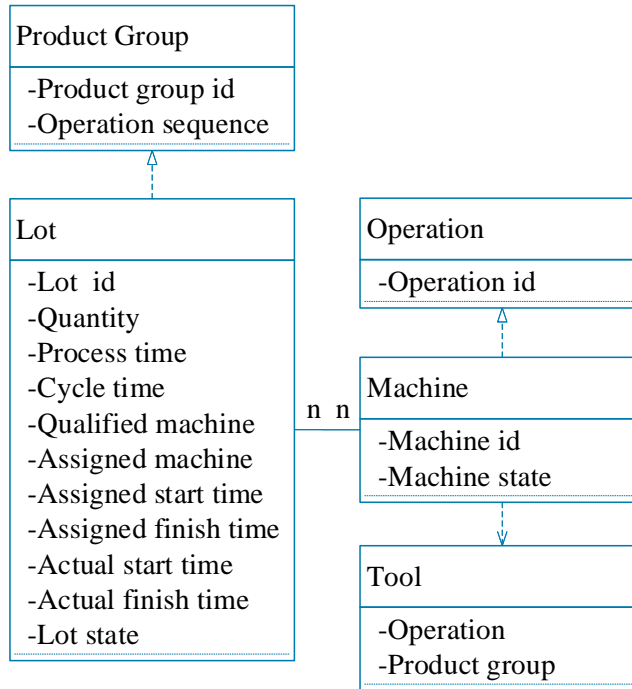 Product Group
-Product group id
-Operation sequence
Lot
-Lot id
-Quantity
-Process time
-Cycle time
-Qualified machine
-Assigned machine
-Assigned start time
-Assigned finish time
-Actual start time
-Actual finish time
-Lot state
n n
Operation
-Operation id
Machine
-Machine id
-Machine state
Tool
-Operation
-Product group